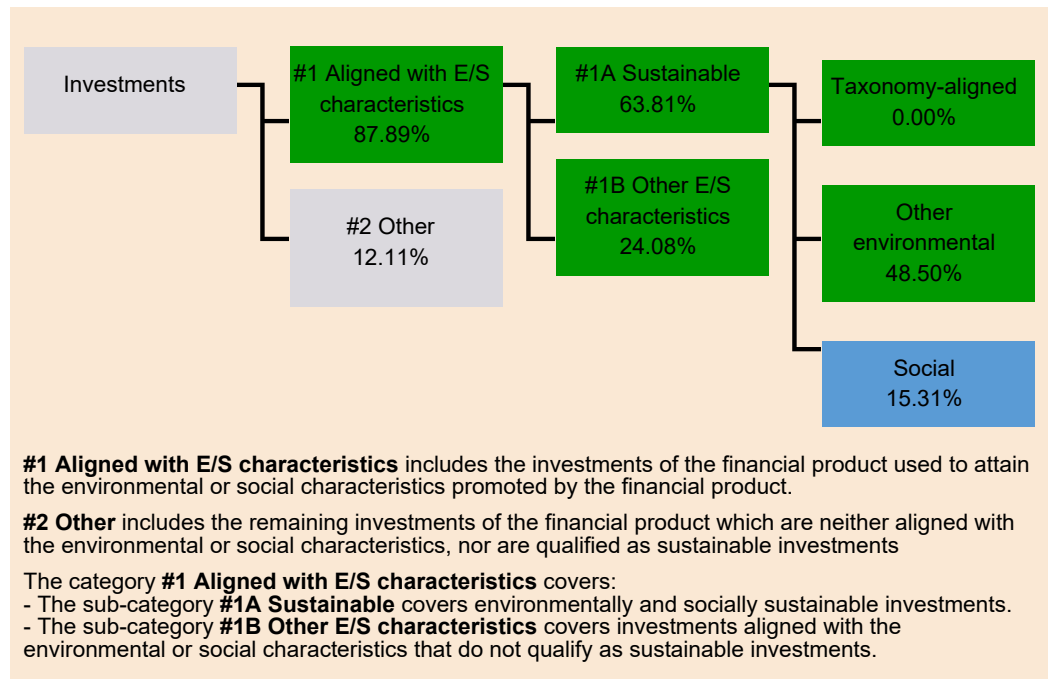 Investments
#1 Aligned with E/S
characteristics
87.89%
#2 Other
12.11%
#1A Sustainable
63.81%
#1B Other E/S
characteristics
24.08%
Taxonomy-aligned
0.00%
Other
environmental
48.50%
Social
15.31%
#1 Aligned with E/S characteristics includes the investments of the financial product used to attain
the environmental or social characteristics promoted by the financial product.
#2 Other includes the remaining investments of the financial product which are neither aligned with
the environmental or social characteristics, nor are qualified as sustainable investments
The category #1 Aligned with E/S characteristics covers:
- The sub-category #1A Sustainable covers environmentally and socially sustainable investments.
- The sub-category #1B Other E/S characteristics covers investments aligned with the
environmental or social characteristics that do not qualify as sustainable investments.